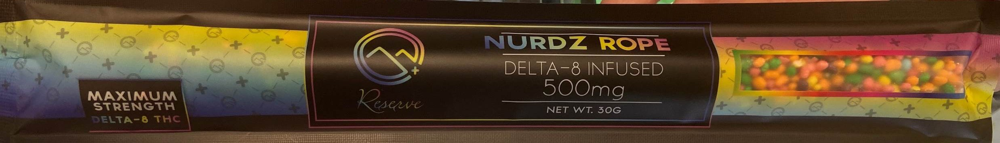 MAXIMUM
STRENGTH
DELTA-8 THC
Reserve
NURDZ ROPE
DELTA-8 INFUSED
500mg
NET WT. 30G